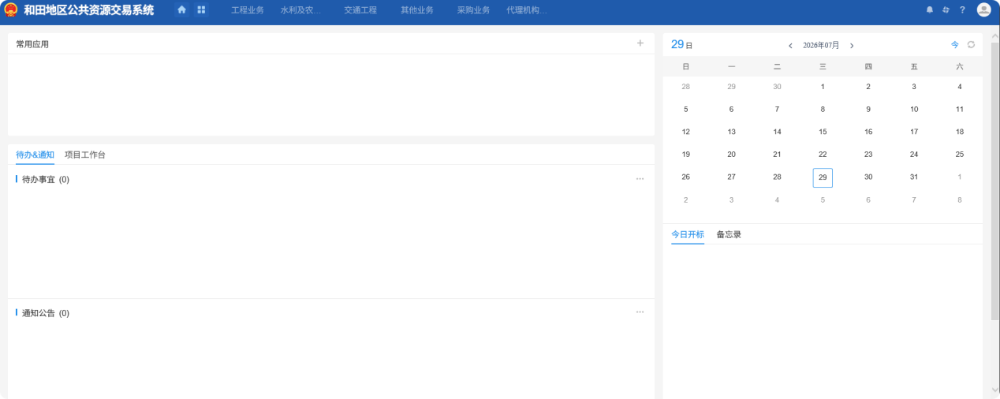 和田地区公共资源交易系统 工程业务 水利及农... 交通工程 其他业务 采购业务 代理机构... ?
常用应用 +
待办&通知 项目工作台
待办事宜 (0) ...
通知公告 (0) ...
29日 < 2026年07月 > 今
日 一 二 三 四 五 六
28 29 30 1 2 3 4
5 6 7 8 9 10 11
12 13 14 15 16 17 18
19 20 21 22 23 24 25
26 27 28 29 30 31 1
2 3 4 5 6 7 8
今日开标 备忘录